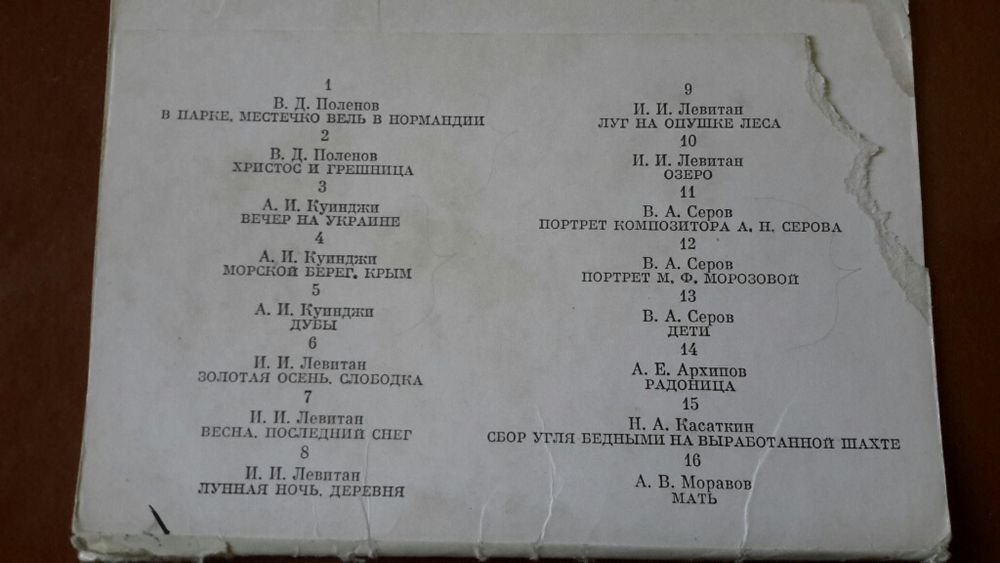 1
В. Д. Поленов
В ПАРКЕ. МЕСТЕЧКО ВЕЛЬ В НОРМАНДИИ
2
В. Д. Поленов
ХРИСТОС И ГРЕШНИЦА
3
А. И. Куинджи
ВЕЧЕР НА УКРАИНЕ
4
А. И. Куинджи
МОРСКОЙ БЕРЕГ. КРЫМ
5
А. И. Куинджи
ДУБЫ
6
И. И. Левитан
ЗОЛОТАЯ ОСЕНЬ. СЛОБОДКА
7
И. И. Левитан
ВЕСНА. ПОСЛЕДНИЙ СНЕГ
8
И. И. Левитан
ЛУННАЯ НОЧЬ. ДЕРЕВНЯ
9
И. И. Левитан
ЛУГ НА ОПУШКЕ ЛЕСА
10
И. И. Левитан
ОЗЕРО
11
В. А. Серов
ПОРТРЕТ КОМПОЗИТОРА А. Н. СЕРОВА
12
В. А. Серов
ПОРТРЕТ М. Ф. МОРОЗОВОЙ
13
В. А. Серов
ДЕТИ
14
А. Е. Архипов
РАДОНИЦА
15
Н. А. Касаткин
СБОР УГЛЯ БЕДНЫМИ НА ВЫРАБОТАННОЙ ШАХТЕ
16
А. В. Моравов
МАТЬ